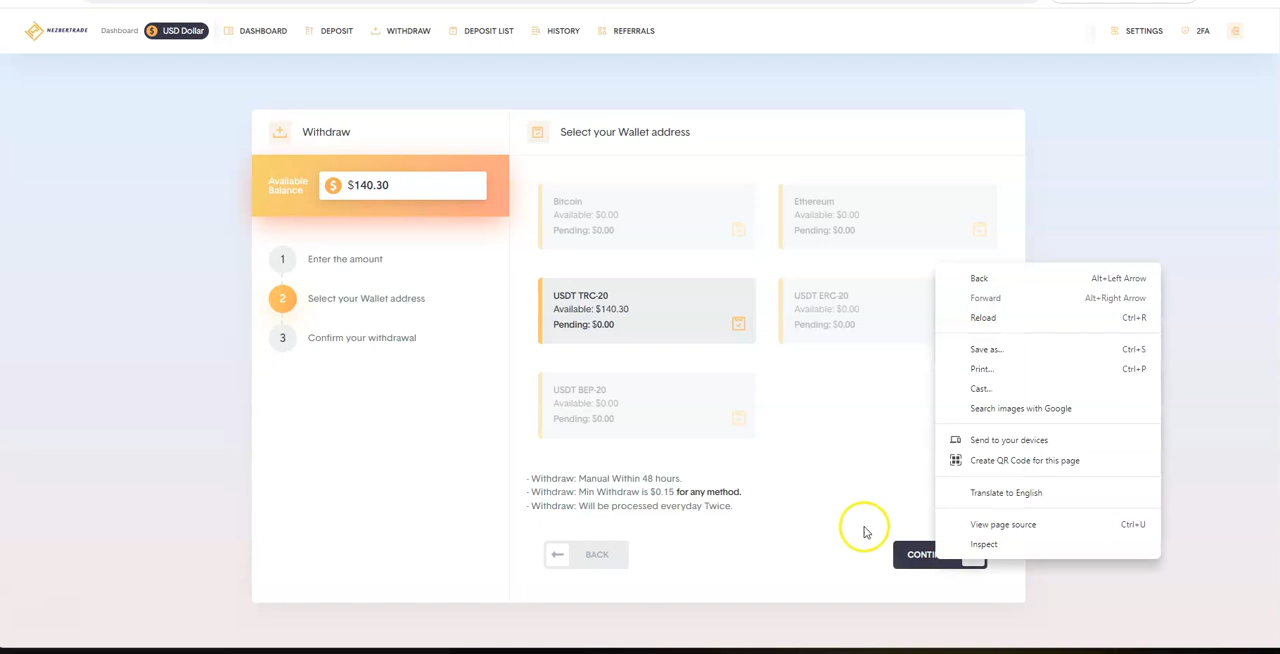 NEZBERTRADE Dashboard $ USD Dollar DASHBOARD DEPOSIT WITHDRAW DEPOSIT LIST HISTORY REFERRALS SETTINGS 2FA
Withdraw
Available
Balance
$ $140.30
1 Enter the amount
2 Select your Wallet address
3 Confirm your withdrawal
Select your Wallet address
Bitcoin
Available: $0.00
Pending: $0.00
Ethereum
Available: $0.00
Pending: $0.00
USDT TRC-20
Available: $140.30
Pending: $0.00
USDT ERC-20
Available: $0.00
Pending: $0.00
USDT BEP-20
Available: $0.00
Pending: $0.00
· Withdraw: Manual Within 48 hours.
· Withdraw: Min Withdraw is $0.15 for any method.
· Withdraw: Will be processed everyday Twice.
BACK
CONTI
Back Alt+Left Arrow
Forward Alt+Right Arrow
Reload Ctrl+R
Save as... Ctrl+S
Print... Ctrl+P
Cast...
Search images with Google
Send to your devices
Create QR Code for this page
Translate to English
View page source Ctrl+U
Inspect